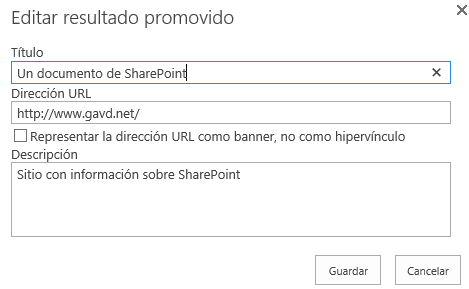 Editar resultado promovido
Título
Un documento de SharePoint
Dirección URL
http://www.gavd.net/
Representar la dirección URL como banner, no como hipervínculo
Descripción
Sitio con información sobre SharePoint
Guardar Cancelar